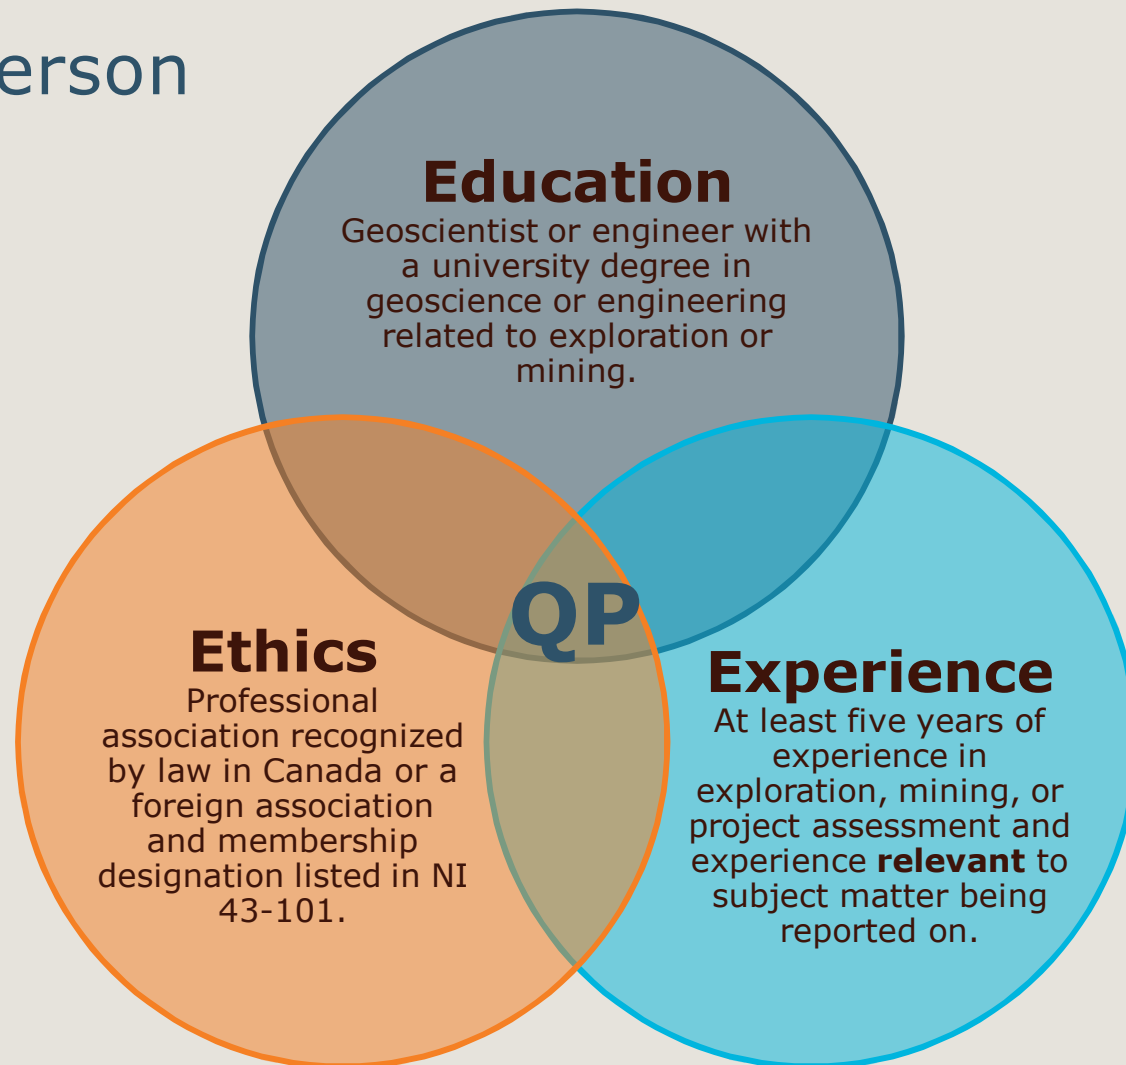 erson
Education
Geoscientist or engineer with
a university degree in
geoscience or engineering
related to exploration or
mining.
QP
Ethics
Professional
association recognized
by law in Canada or a
foreign association
and membership
designation listed in NI
43-101.
Experience
At least five years of
experience in
exploration, mining, or
project assessment and
experience relevant to
subject matter being
reported on.